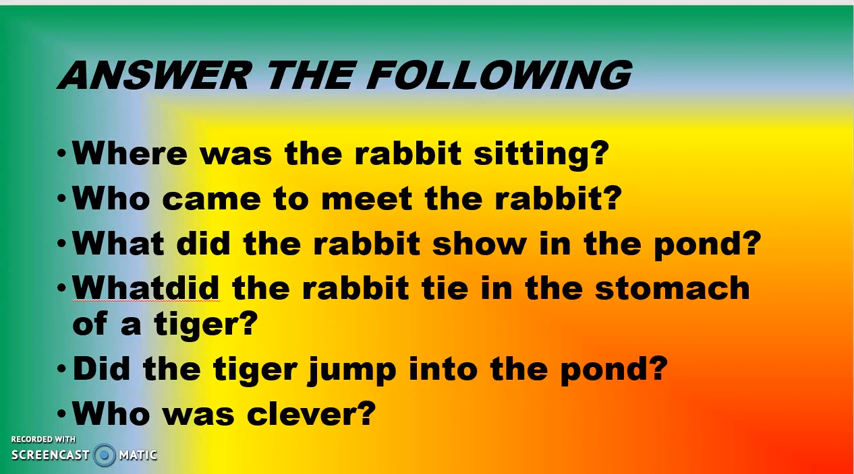 ANSWER THE FOLLOWING
• Where was the rabbit sitting?
• Who came to meet the rabbit?
• What did the rabbit show in the pond?
• Whatdid the rabbit tie in the stomach
of a tiger?
• Did the tiger jump into the pond?
• Who was clever?
RECORDED WITH
SCREENCAST MATIC